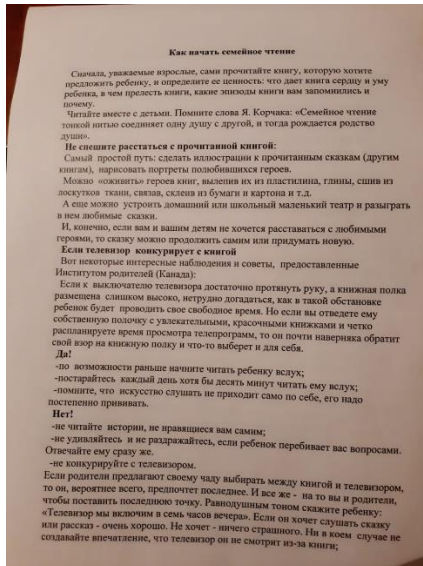 Как начать семейное чтение
Сначала, уважаемые взрослые, сами прочитайте книгу, которую хотите
предложить ребенку, и определите ее ценность: что дает книга сердцу и уму
ребенка, в чем прелесть книги, какие эпизоды книги вам запомнились и
почему.
Читайте вместе с детьми. Помните слова Я. Корчака: «Семейное чтение
тонкой нитью соединяет одну душу с другой, и тогда рождается родство
души».
Не спешите расстаться с прочитанной книгой:
Самый простой путь: сделать иллюстрации к прочитанным сказкам (другим
книгам), нарисовать портреты полюбившихся героев.
Можно «оживить» героев книг, вылепив их из пластилина, глины, сшив из
лоскутков ткани, связав, склеив из бумаги и картона и т.д.
А еще можно устроить домашний или школьный маленький театр и разыграть
в нем любимые сказки.
И, конечно, если вам и вашим детям не хочется расставаться с любимыми
героями, то сказку можно продолжить самим или придумать новую.
Если телевизор конкурирует с книгой
Вот некоторые интересные наблюдения и советы, предоставленные
Институтом родителей (Канада):
Если к выключателю телевизора достаточно протянуть руку, а книжная полка
размещена слишком высоко, нетрудно догадаться, как в такой обстановке
ребенок будет проводить свое свободное время. Но если вы отведете ему
собственную полочку с увлекательными, красочными книжками и четко
распланируете время просмотра телепрограмм, то он почти наверняка обратит
свой взор на книжную полку и что-то выберет и для себя.
Да!
-по возможности раньше начните читать ребенку вслух;
-постарайтесь каждый день хотя бы десять минут читать ему вслух;
-помните, что искусство слушать не приходит само по себе, его надо
постепенно прививать.
Нет!
-не читайте истории, не нравящиеся вам самим;
-не удивляйтесь и не раздражайтесь, если ребенок перебивает вас вопросами.
Отвечайте ему сразу же.
-не конкурируйте с телевизором.
Если родители предлагают своему чаду выбирать между книгой и телевизором,
то он, вероятнее всего, предпочтет последнее. И все же - на то вы и родители,
чтобы поставить последнюю точку. Равнодушным тоном скажите ребенку:
«Телевизор мы включим в семь часов вечера». Если он хочет слушать сказку
или рассказ - очень хорошо. Не хочет - ничего страшного. Ни в коем случае не
создавайте впечатление, что телевизор он не смотрит из-за книги;